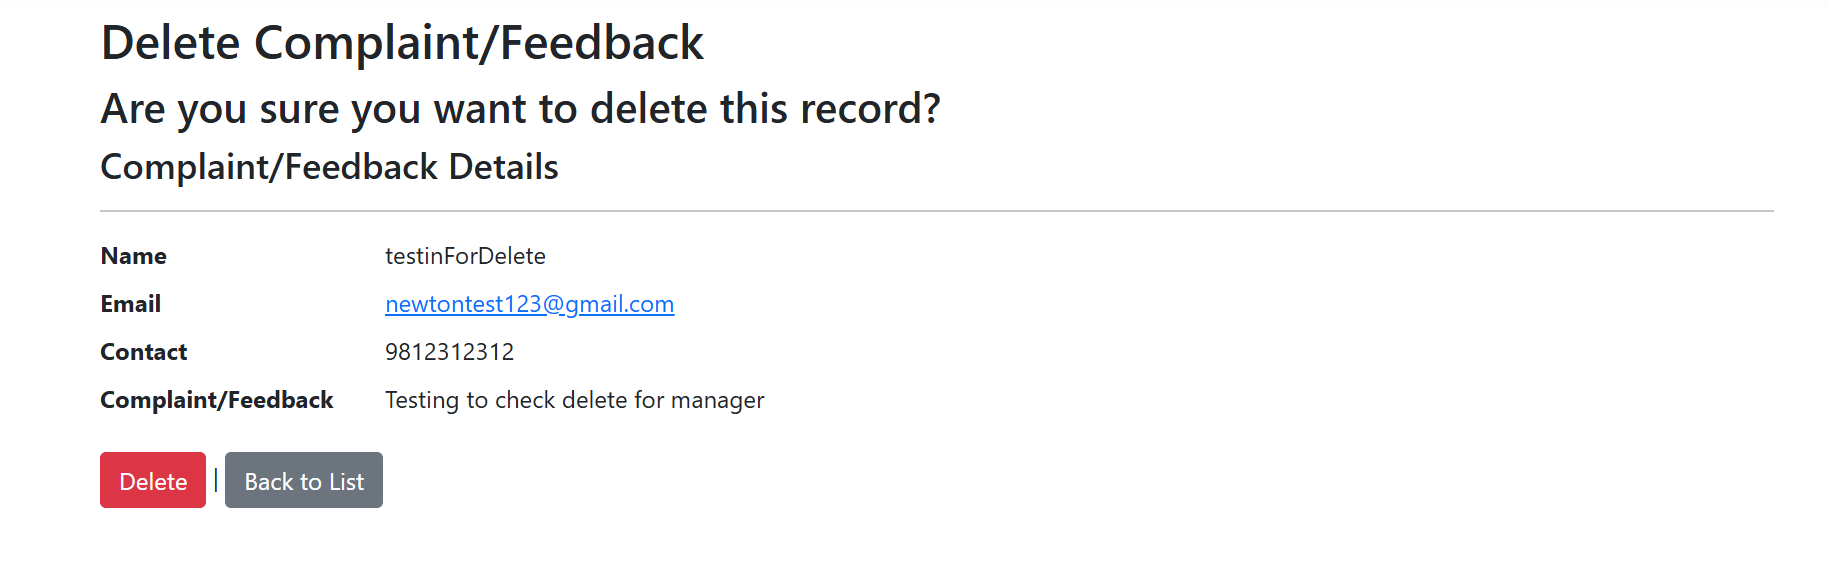 Delete Complaint/Feedback
Are you sure you want to delete this record?
Complaint/Feedback Details
Name testinForDelete
Email newtontest123@gmail.com
Contact 9812312312
Complaint/Feedback Testing to check delete for manager
Delete | Back to List